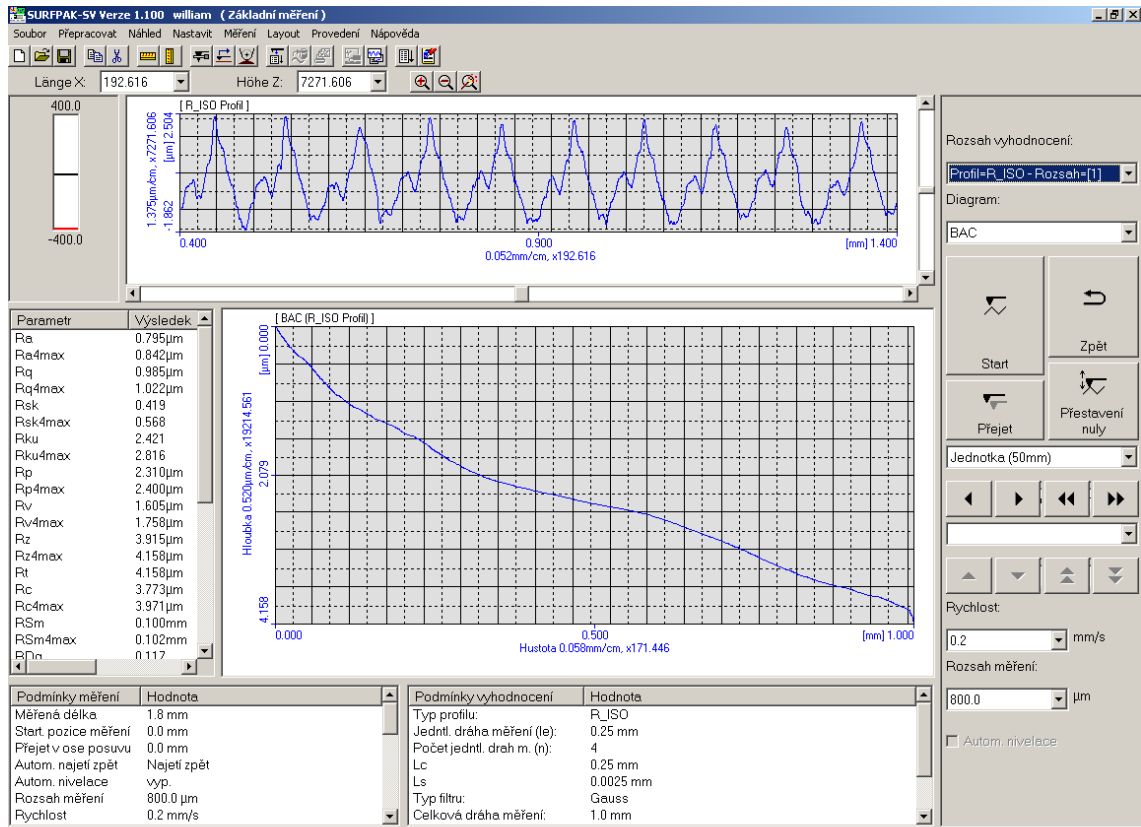 SURFPAK-SV Verze 1.100 william ( Základní měření )
Soubor Přepracovat Náhled Nastavit Měření Layout Provedení Nápověda
Länge X: 192.616 Höhe Z: 7271.606
400.0
-400.0
[ R_ISO Profil ]
1.375µm/cm, x7271.606
[µm] 2.504
-1.862
0.400 0.900 [mm] 1.400
0.052mm/cm, x192.616
Parametr Výsledek
Ra 0.795µm
Ra4max 0.842µm
Rq 0.985µm
Rq4max 1.022µm
Rsk 0.419
Rsk4max 0.568
Rku 2.421
Rku4max 2.816
Rp 2.310µm
Rp4max 2.400µm
Rv 1.605µm
Rv4max 1.758µm
Rz 3.915µm
Rz4max 4.158µm
Rt 4.158µm
Rc 3.773µm
Rc4max 3.971µm
RSm 0.100mm
RSm4max 0.102mm
RDq 0.117
[ BAC (R_ISO Profil) ]
Hloubka 0.520µm/cm, x19214.561
[µm] 0.000
2.079
4.158
0.000 0.500 [mm] 1.000
Hustota 0.058mm/cm, x171.446
Rozsah vyhodnocení:
Profil=R_ISO - Rozsah=[1]
Diagram:
BAC
Start
Zpět
Přejet
Přestavení
nuly
Jednotka (50mm)
Rychlost:
0.2 mm/s
Rozsah měření:
800.0 µm
Autom. nivelace
Podmínky měření Hodnota
Měřená délka 1.8 mm
Start. pozice měření 0.0 mm
Přejet v ose posuvu 0.0 mm
Autom. najetí zpět Najetí zpět
Autom. nivelace vyp.
Rozsah měření 800.0 µm
Rychlost 0.2 mm/s
Podmínky vyhodnocení Hodnota
Typ profilu: R_ISO
Jedntl. dráha měření (le): 0.25 mm
Počet jedntl. drah m. (n): 4
Lc 0.25 mm
Ls 0.0025 mm
Typ filtru: Gauss
Celková dráha měření: 1.0 mm